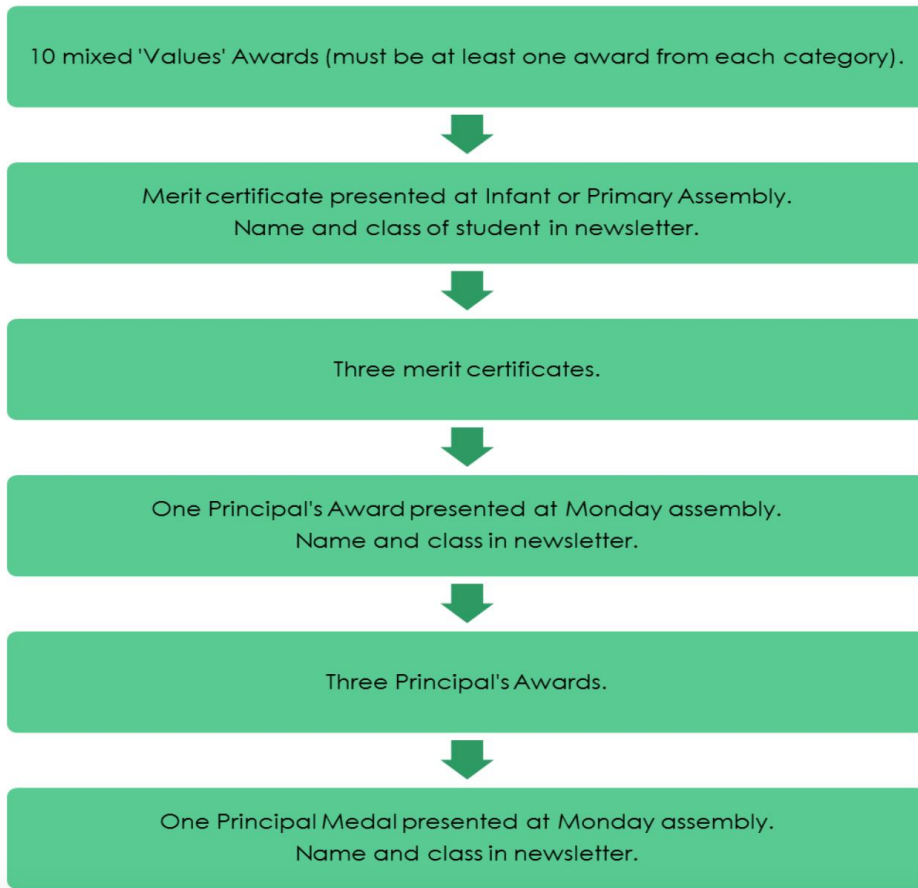 10 mixed 'Values' Awards (must be at least one award from each category).
Merit certificate presented at Infant or Primary Assembly.
Name and class of student in newsletter.
Three merit certificates.
One Principal's Award presented at Monday assembly.
Name and class in newsletter.
Three Principal's Awards.
One Principal Medal presented at Monday assembly.
Name and class in newsletter.